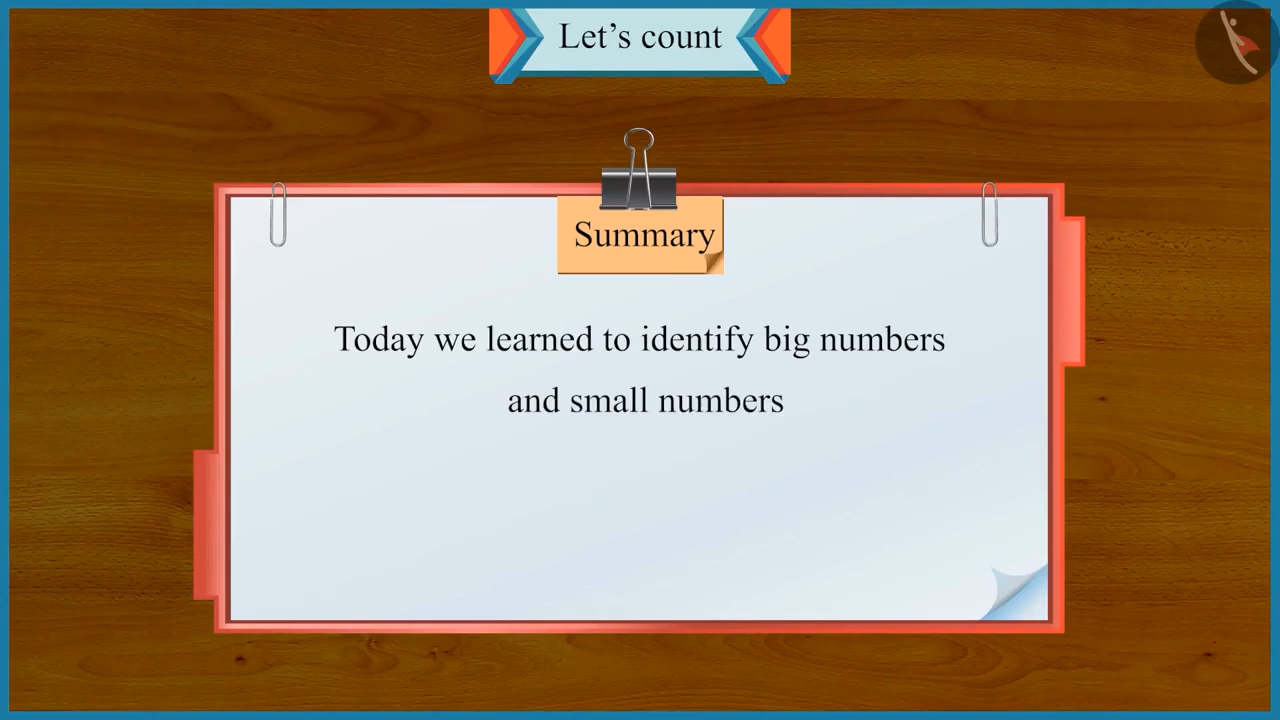 Let’s count
Summary
Today we learned to identify big numbers
and small numbers